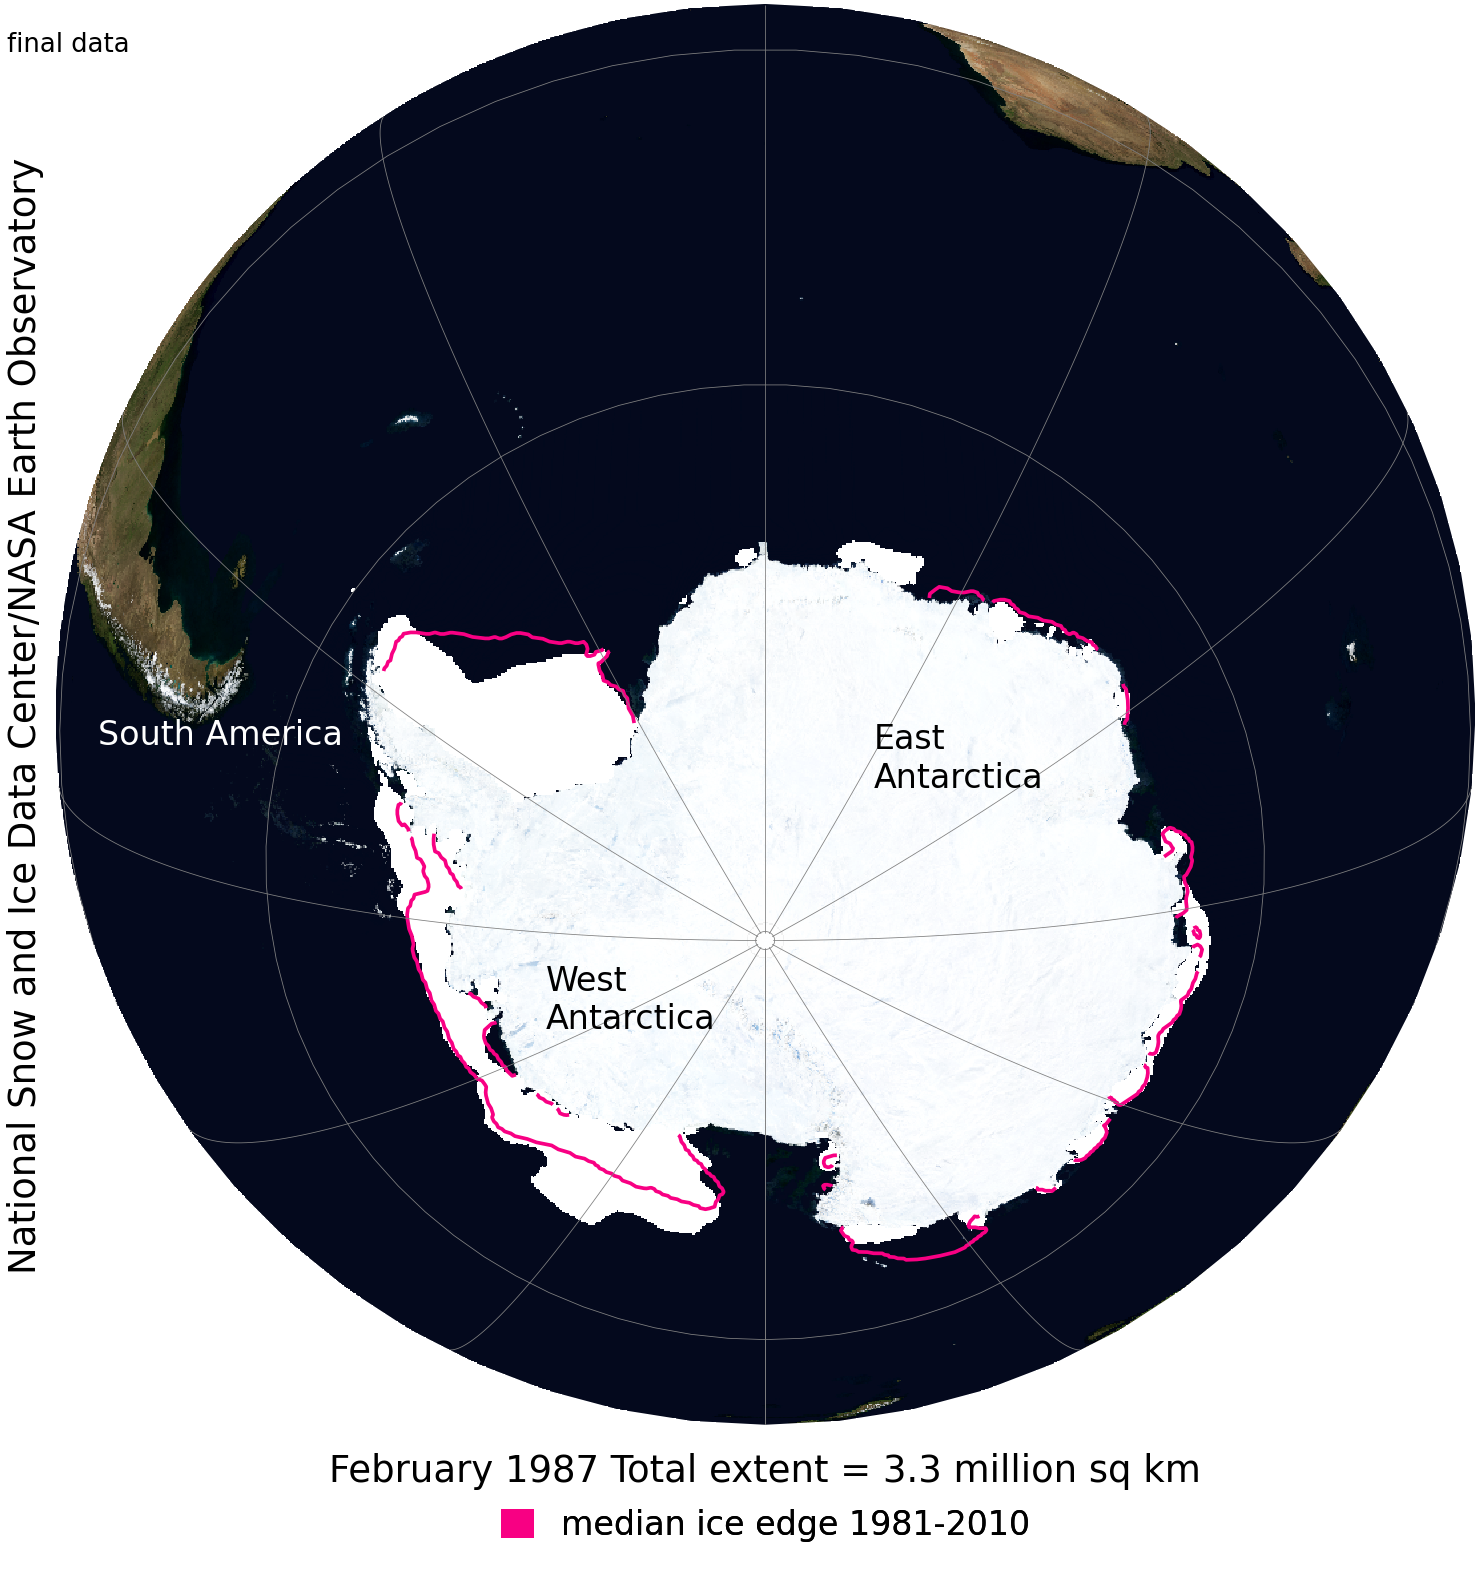 final data
National Snow and Ice Data Center/NASA Earth Observatory
South America
East
Antarctica
West
Antarctica
February 1987 Total extent = 3.3 million sq km
median ice edge 1981-2010